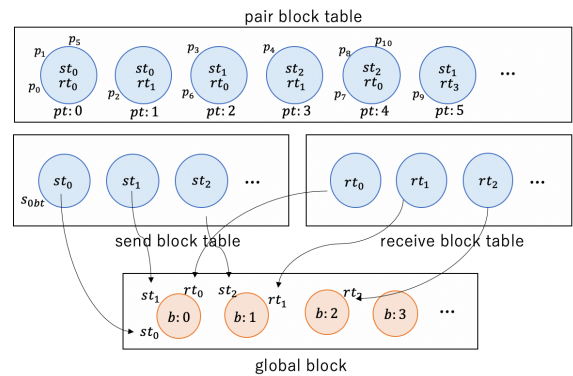 pair block table
p₁ p₅ p₃ p₄ p₈ p₁₀
st₀ st₀ st₁ st₂ st₂ st₁
rt₀ rt₁ rt₀ rt₁ rt₀ rt₃ ...
p₀ p₂ p₆ p₇ p₉
pt: 0 pt: 1 pt: 2 pt: 3 pt: 4 pt: 5
st₀ st₁ st₂ ...
s₀bt
send block table
rt₀ rt₁ rt₂ ...
receive block table
st₁ rt₀ st₂ rt₁ rt₂
b: 0 b: 1 b: 2 b: 3 ...
st₀
global block